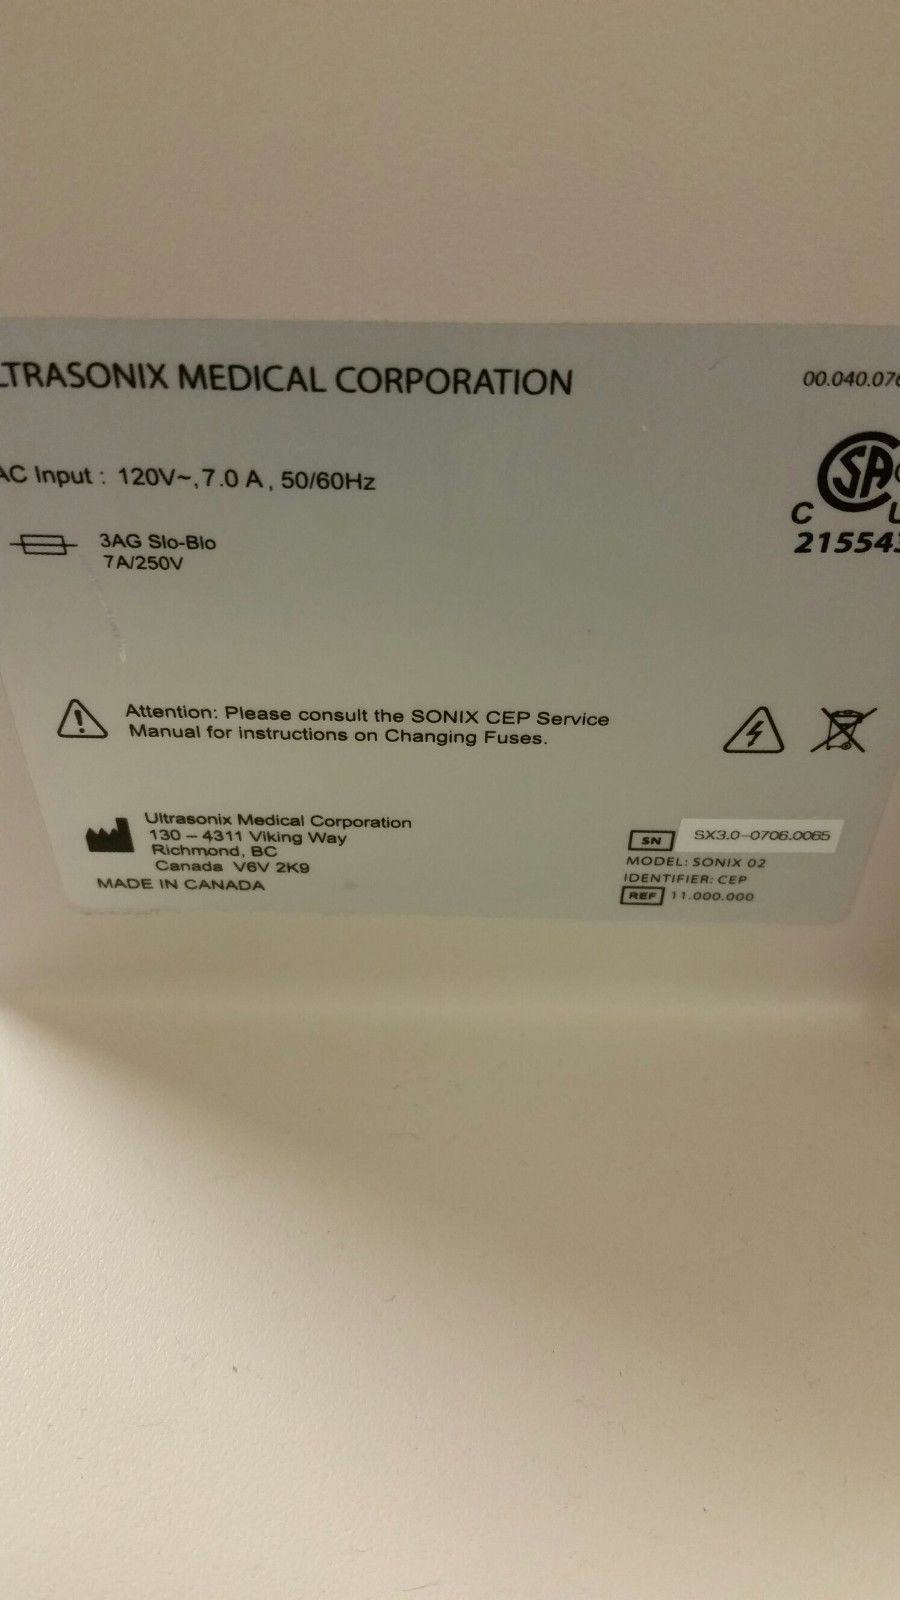 LTRASONIX MEDICAL CORPORATION
00.040.076
AC Input : 120V~, 7.0 A , 50/60Hz
SA
C U
215543
3AG Slo-Blo
7A/250V
Attention: Please consult the SONIX CEP Service
Manual for instructions on Changing Fuses.
Ultrasonix Medical Corporation
130 – 4311 Viking Way
Richmond, BC
Canada V6V 2K9
MADE IN CANADA
SN SX3.0-0706.0065
MODEL: SONIX 02
IDENTIFIER: CEP
REF 11.000.000